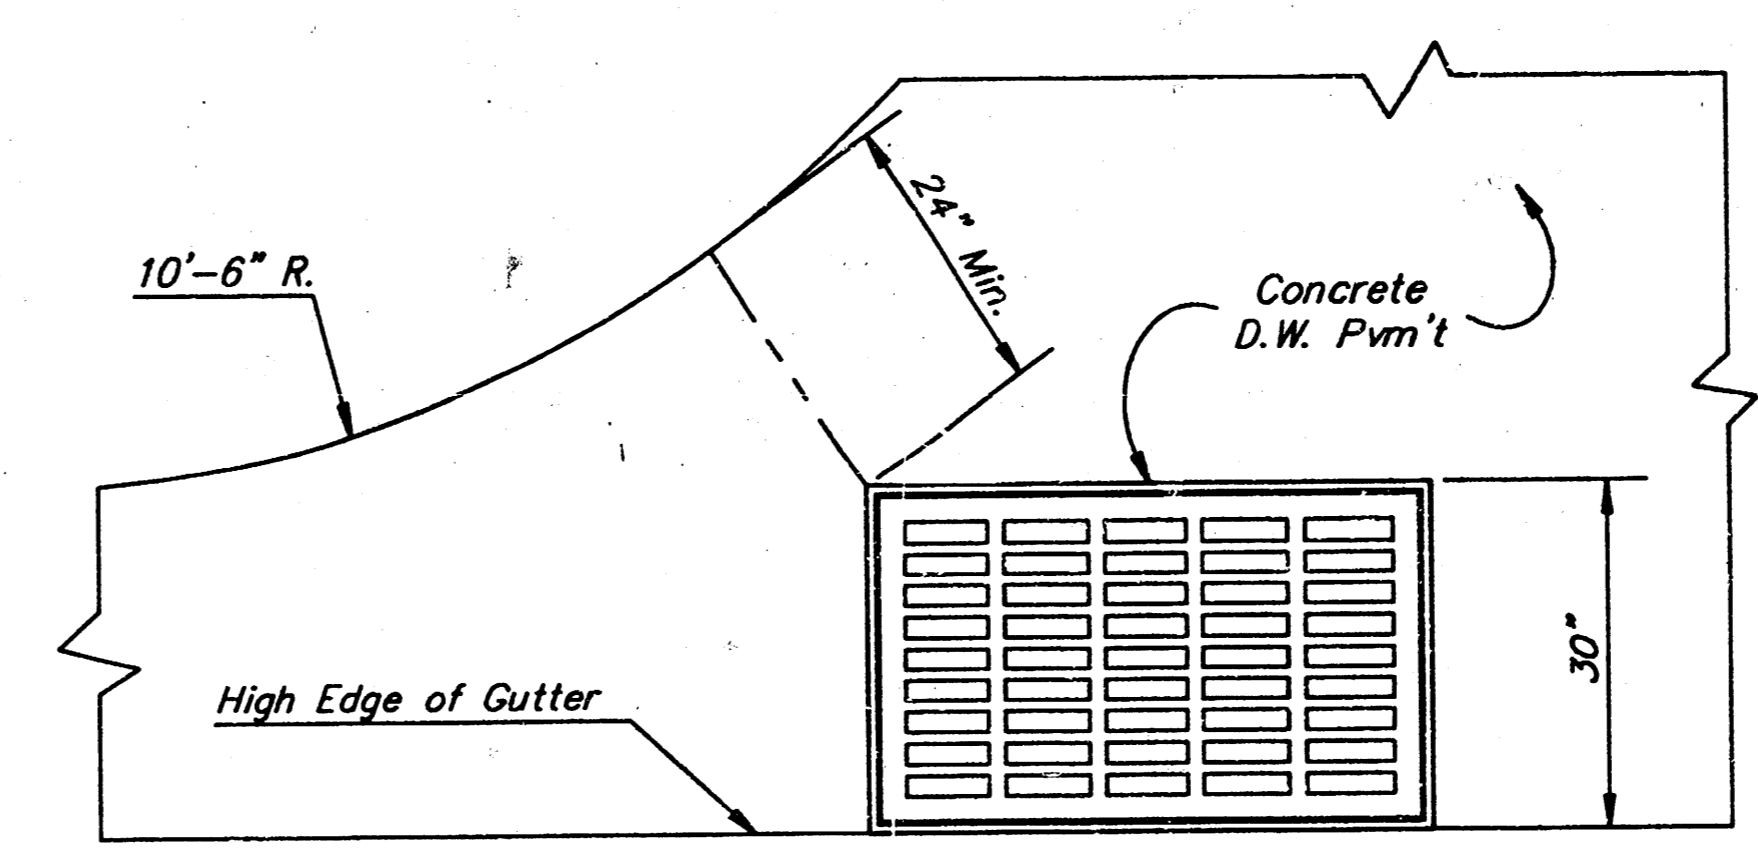 10'-6" R.
24" Min.
Concrete
D.W. Pvm't
30"
High Edge of Gutter